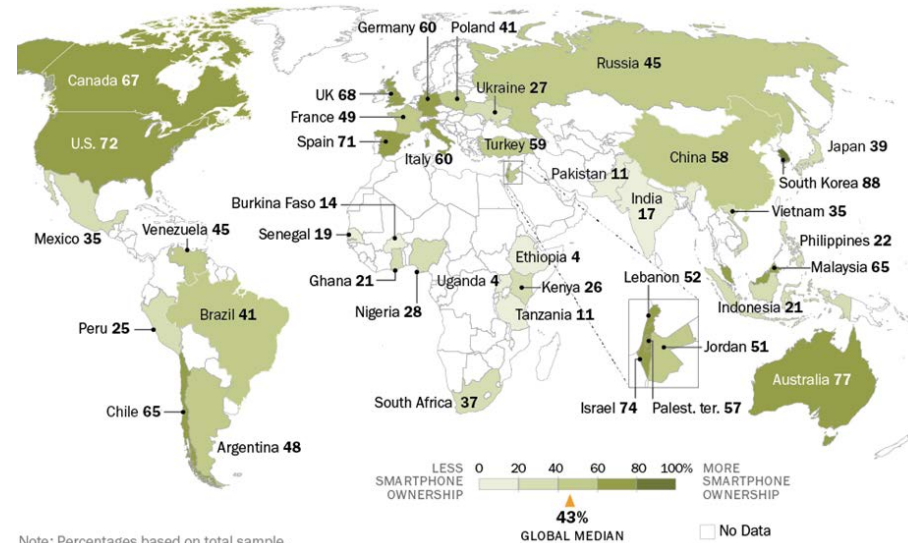 Germany 60
Poland 41
Canada 67
Russia 45
UK 68
Ukraine 27
France 49
U.S. 72
Spain 71
Turkey 59
Italy 60
China 58
Japan 39
South Korea 88
Pakistan 11
India
17
Burkina Faso 14
Vietnam 35
Mexico 35
Venezuela 45
Senegal 19
Philippines 22
Ethiopia 4
Malaysia 65
Ghana 21
Uganda 4
Kenya 26
Lebanon 52
Nigeria 28
Tanzania 11
Indonesia 21
Peru 25
Brazil 41
Jordan 51
Australia 77
Chile 65
South Africa 37
Israel 74
Palest. ter. 57
Argentina 48
LESS
SMARTPHONE
OWNERSHIP
0 20 40 60 80 100%
MORE
SMARTPHONE
OWNERSHIP
43%
GLOBAL MEDIAN
No Data
Note: Percentages based on total sample